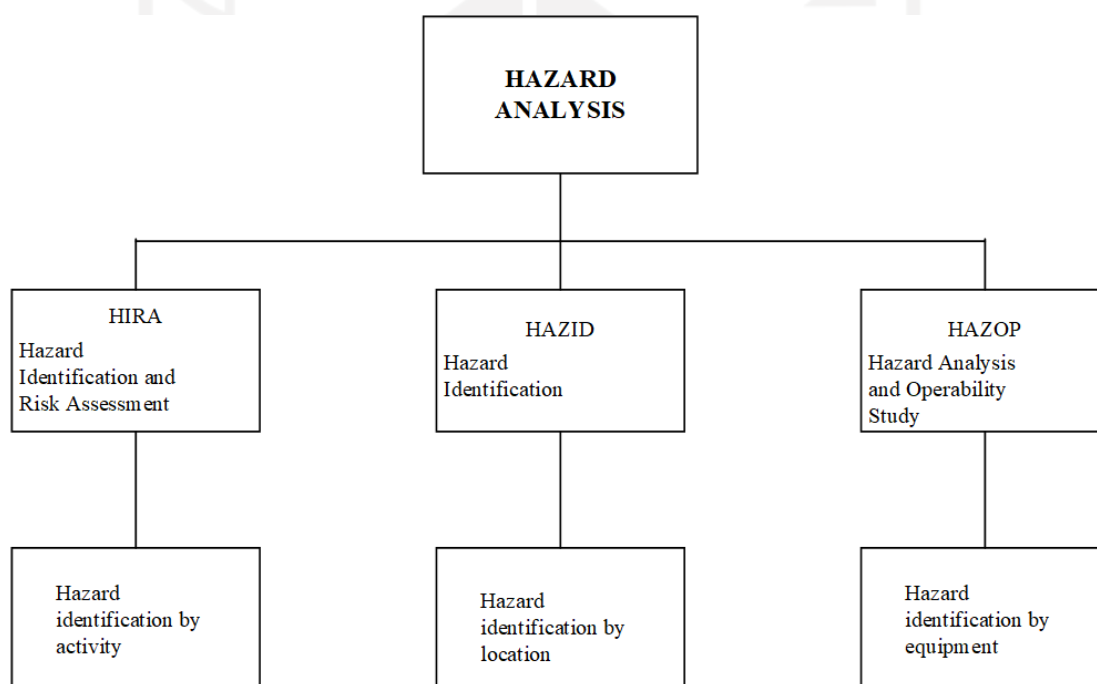 HAZARD
ANALYSIS
HIRA
Hazard
Identification and
Risk Assessment
HAZID
Hazard
Identification
HAZOP
Hazard Analysis
and Operability
Study
Hazard
identification by
activity
Hazard
identification by
location
Hazard
identification by
equipment